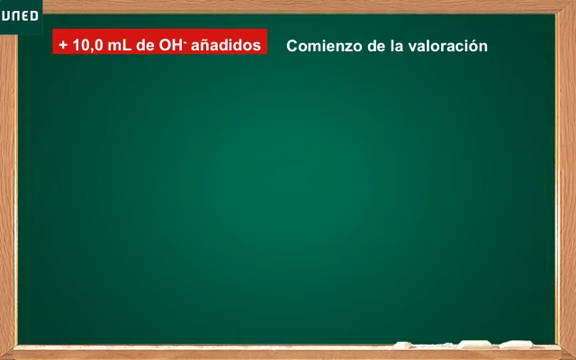 UNED
+ 10,0 mL de OH⁻ añadidos
Comienzo de la valoración